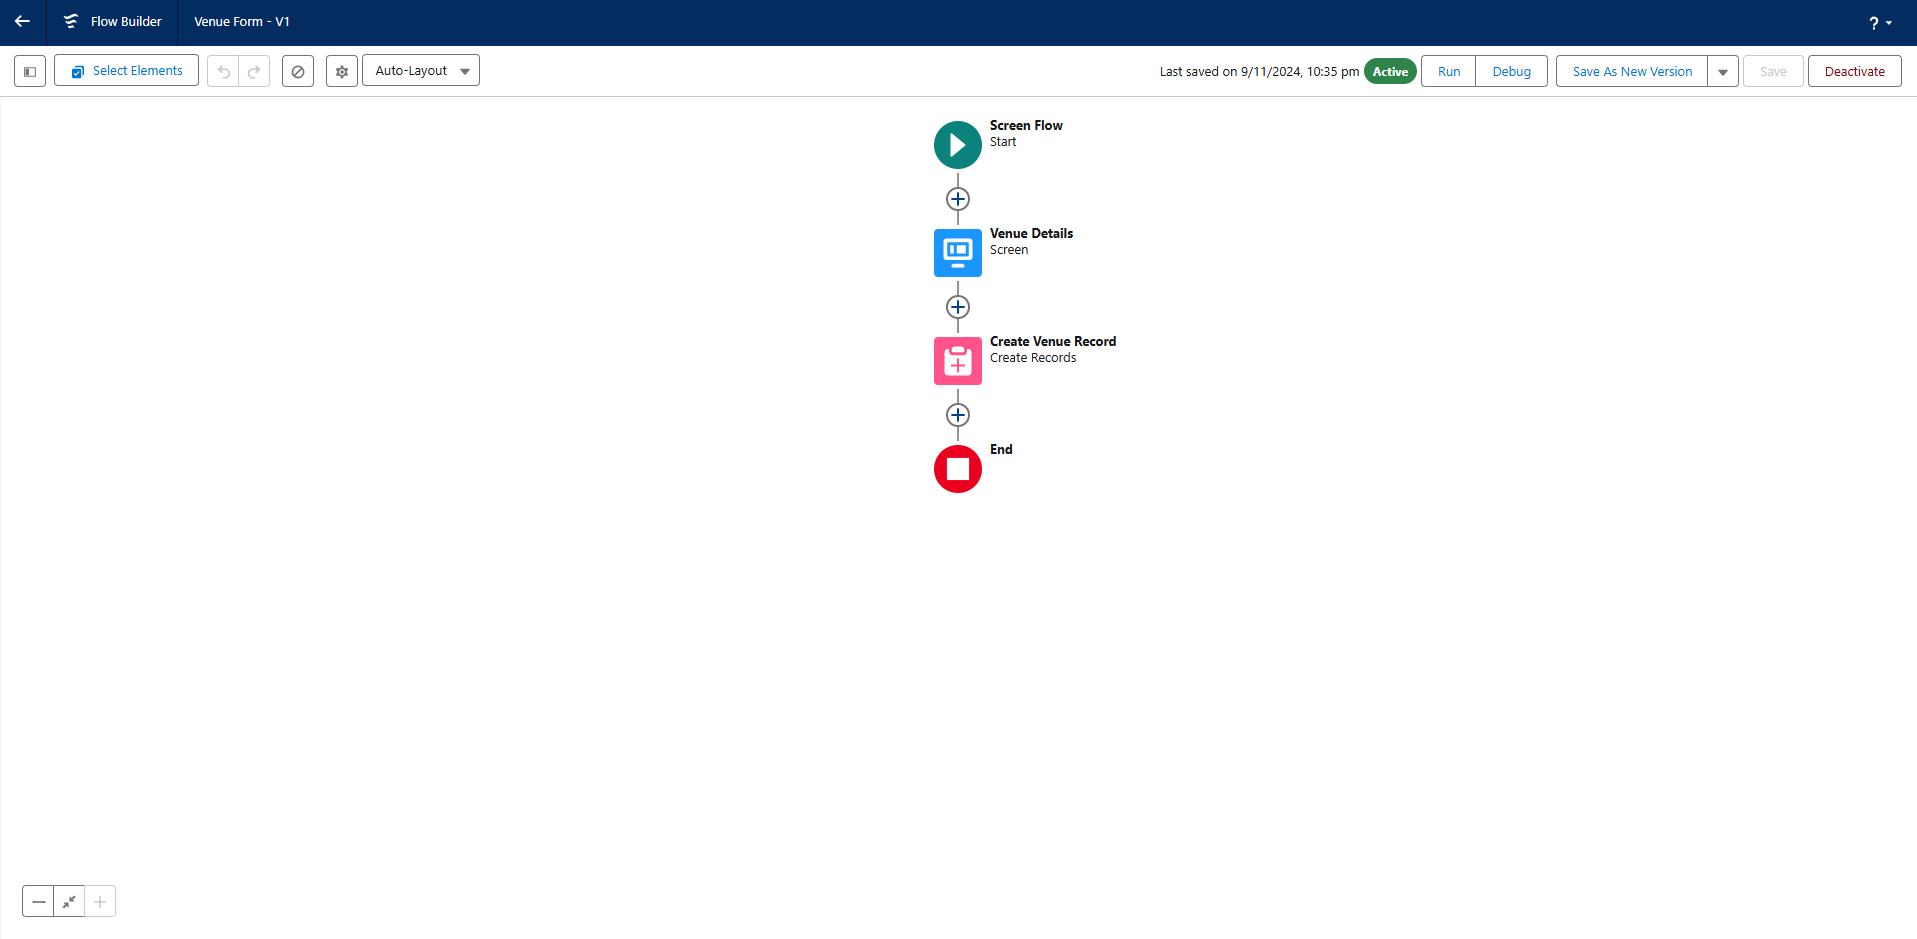 Flow Builder
Venue Form - V1
?
Select Elements
Auto-Layout
Last saved on 9/11/2024, 10:35 pm
Active
Run
Debug
Save As New Version
Save
Deactivate
Screen Flow
Start
Venue Details
Screen
Create Venue Record
Create Records
End